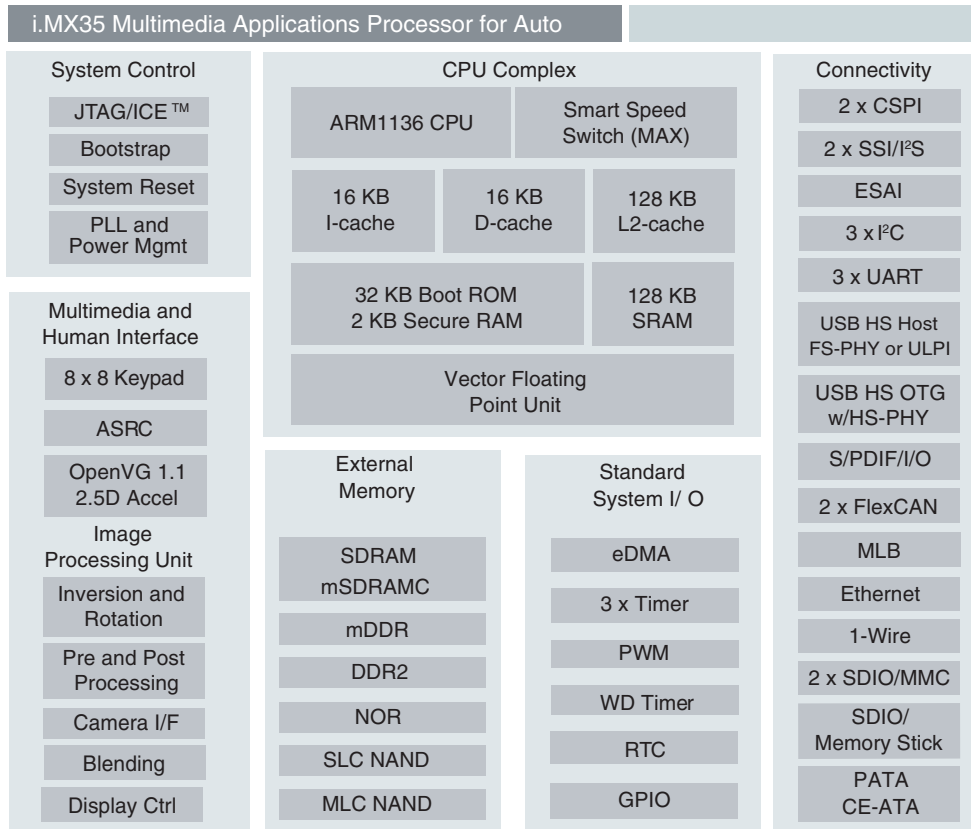 i.MX35 Multimedia Applications Processor for Auto
System Control
JTAG/ICE™
Bootstrap
System Reset
PLL and
Power Mgmt
Multimedia and
Human Interface
8 x 8 Keypad
ASRC
OpenVG 1.1
2.5D Accel
Image
Processing Unit
Inversion and
Rotation
Pre and Post
Processing
Camera I/F
Blending
Display Ctrl
CPU Complex
ARM1136 CPU
Smart Speed
Switch (MAX)
16 KB
I-cache
16 KB
D-cache
128 KB
L2-cache
32 KB Boot ROM
2 KB Secure RAM
128 KB
SRAM
Vector Floating
Point Unit
External
Memory
SDRAM
mSDRAMC
mDDR
DDR2
NOR
SLC NAND
MLC NAND
Standard
System I/ O
eDMA
3 x Timer
PWM
WD Timer
RTC
GPIO
Connectivity
2 x CSPI
2 x SSI/I²S
ESAI
3 x I²C
3 x UART
USB HS Host
FS-PHY or ULPI
USB HS OTG
w/HS-PHY
S/PDIF/I/O
2 x FlexCAN
MLB
Ethernet
1-Wire
2 x SDIO/MMC
SDIO/
Memory Stick
PATA
CE-ATA